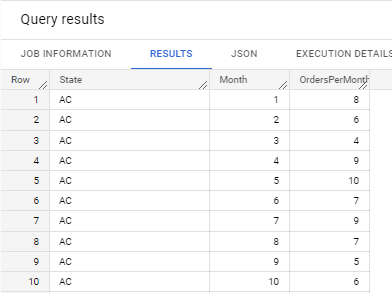 Query results
JOB INFORMATION RESULTS JSON EXECUTION DETAILS
Row State Month OrdersPerMonth
1 AC 1 8
2 AC 2 6
3 AC 3 4
4 AC 4 9
5 AC 5 10
6 AC 6 7
7 AC 7 9
8 AC 8 7
9 AC 9 5
10 AC 10 6